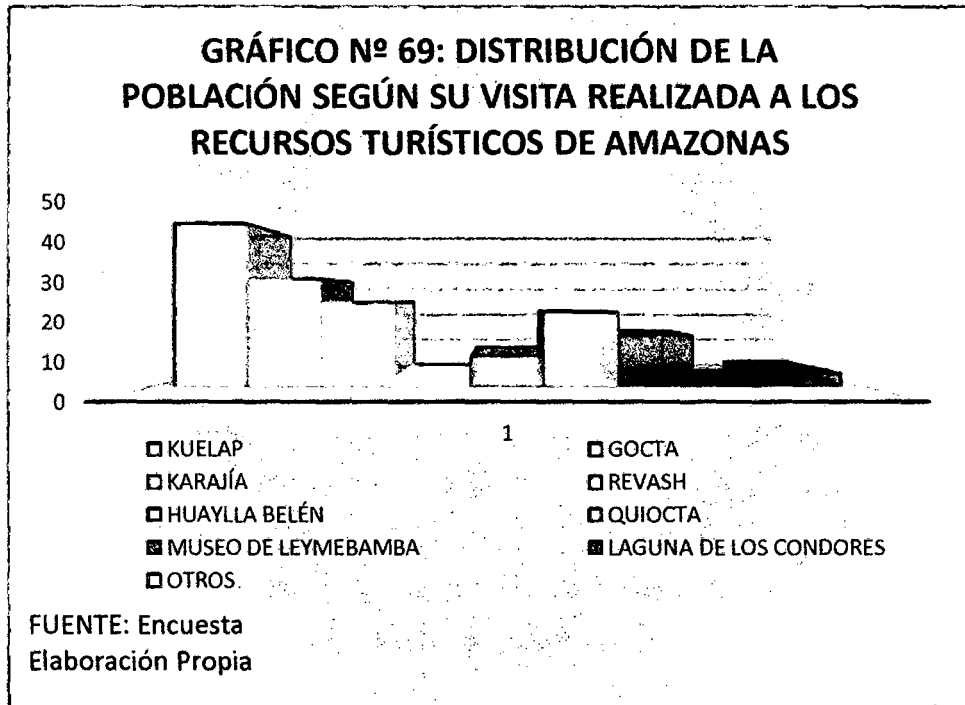 GRÁFICO Nº 69: DISTRIBUCIÓN DE LA
POBLACIÓN SEGÚN SU VISITA REALIZADA A LOS
RECURSOS TURÍSTICOS DE AMAZONAS
50
40
30
20
10
0
1
KUELAP
GOCTA
KARAJÍA
REVASH
HUAYLLA BELÉN
QUIOCTA
MUSEO DE LEYMEBAMBA
LAGUNA DE LOS CONDORES
OTROS
FUENTE: Encuesta
Elaboración Propia